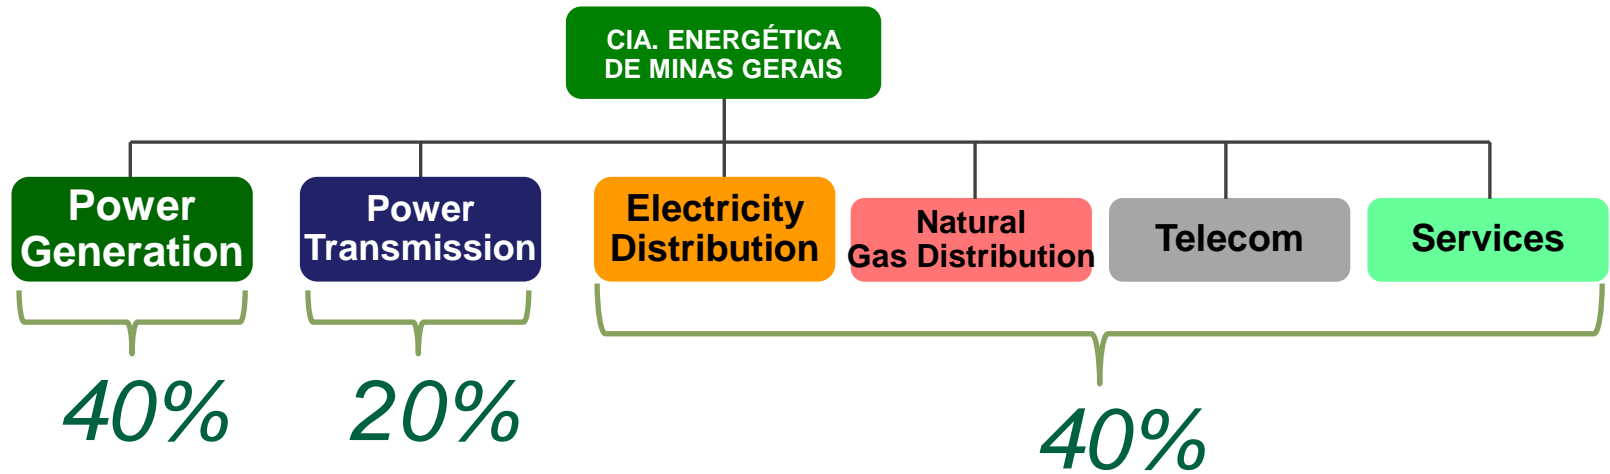 CIA. ENERGÉTICA
DE MINAS GERAIS
Power
Generation
Power
Transmission
Electricity
Distribution
Natural
Gas Distribution
Telecom
Services
40%
20%
40%